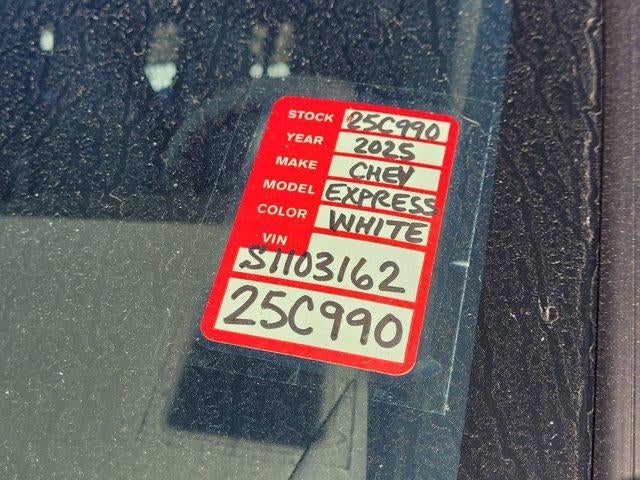 STOCK 25C990
YEAR 2025
MAKE CHEV
MODEL EXPRESS
COLOR WHITE
VIN
S1103162
25C990